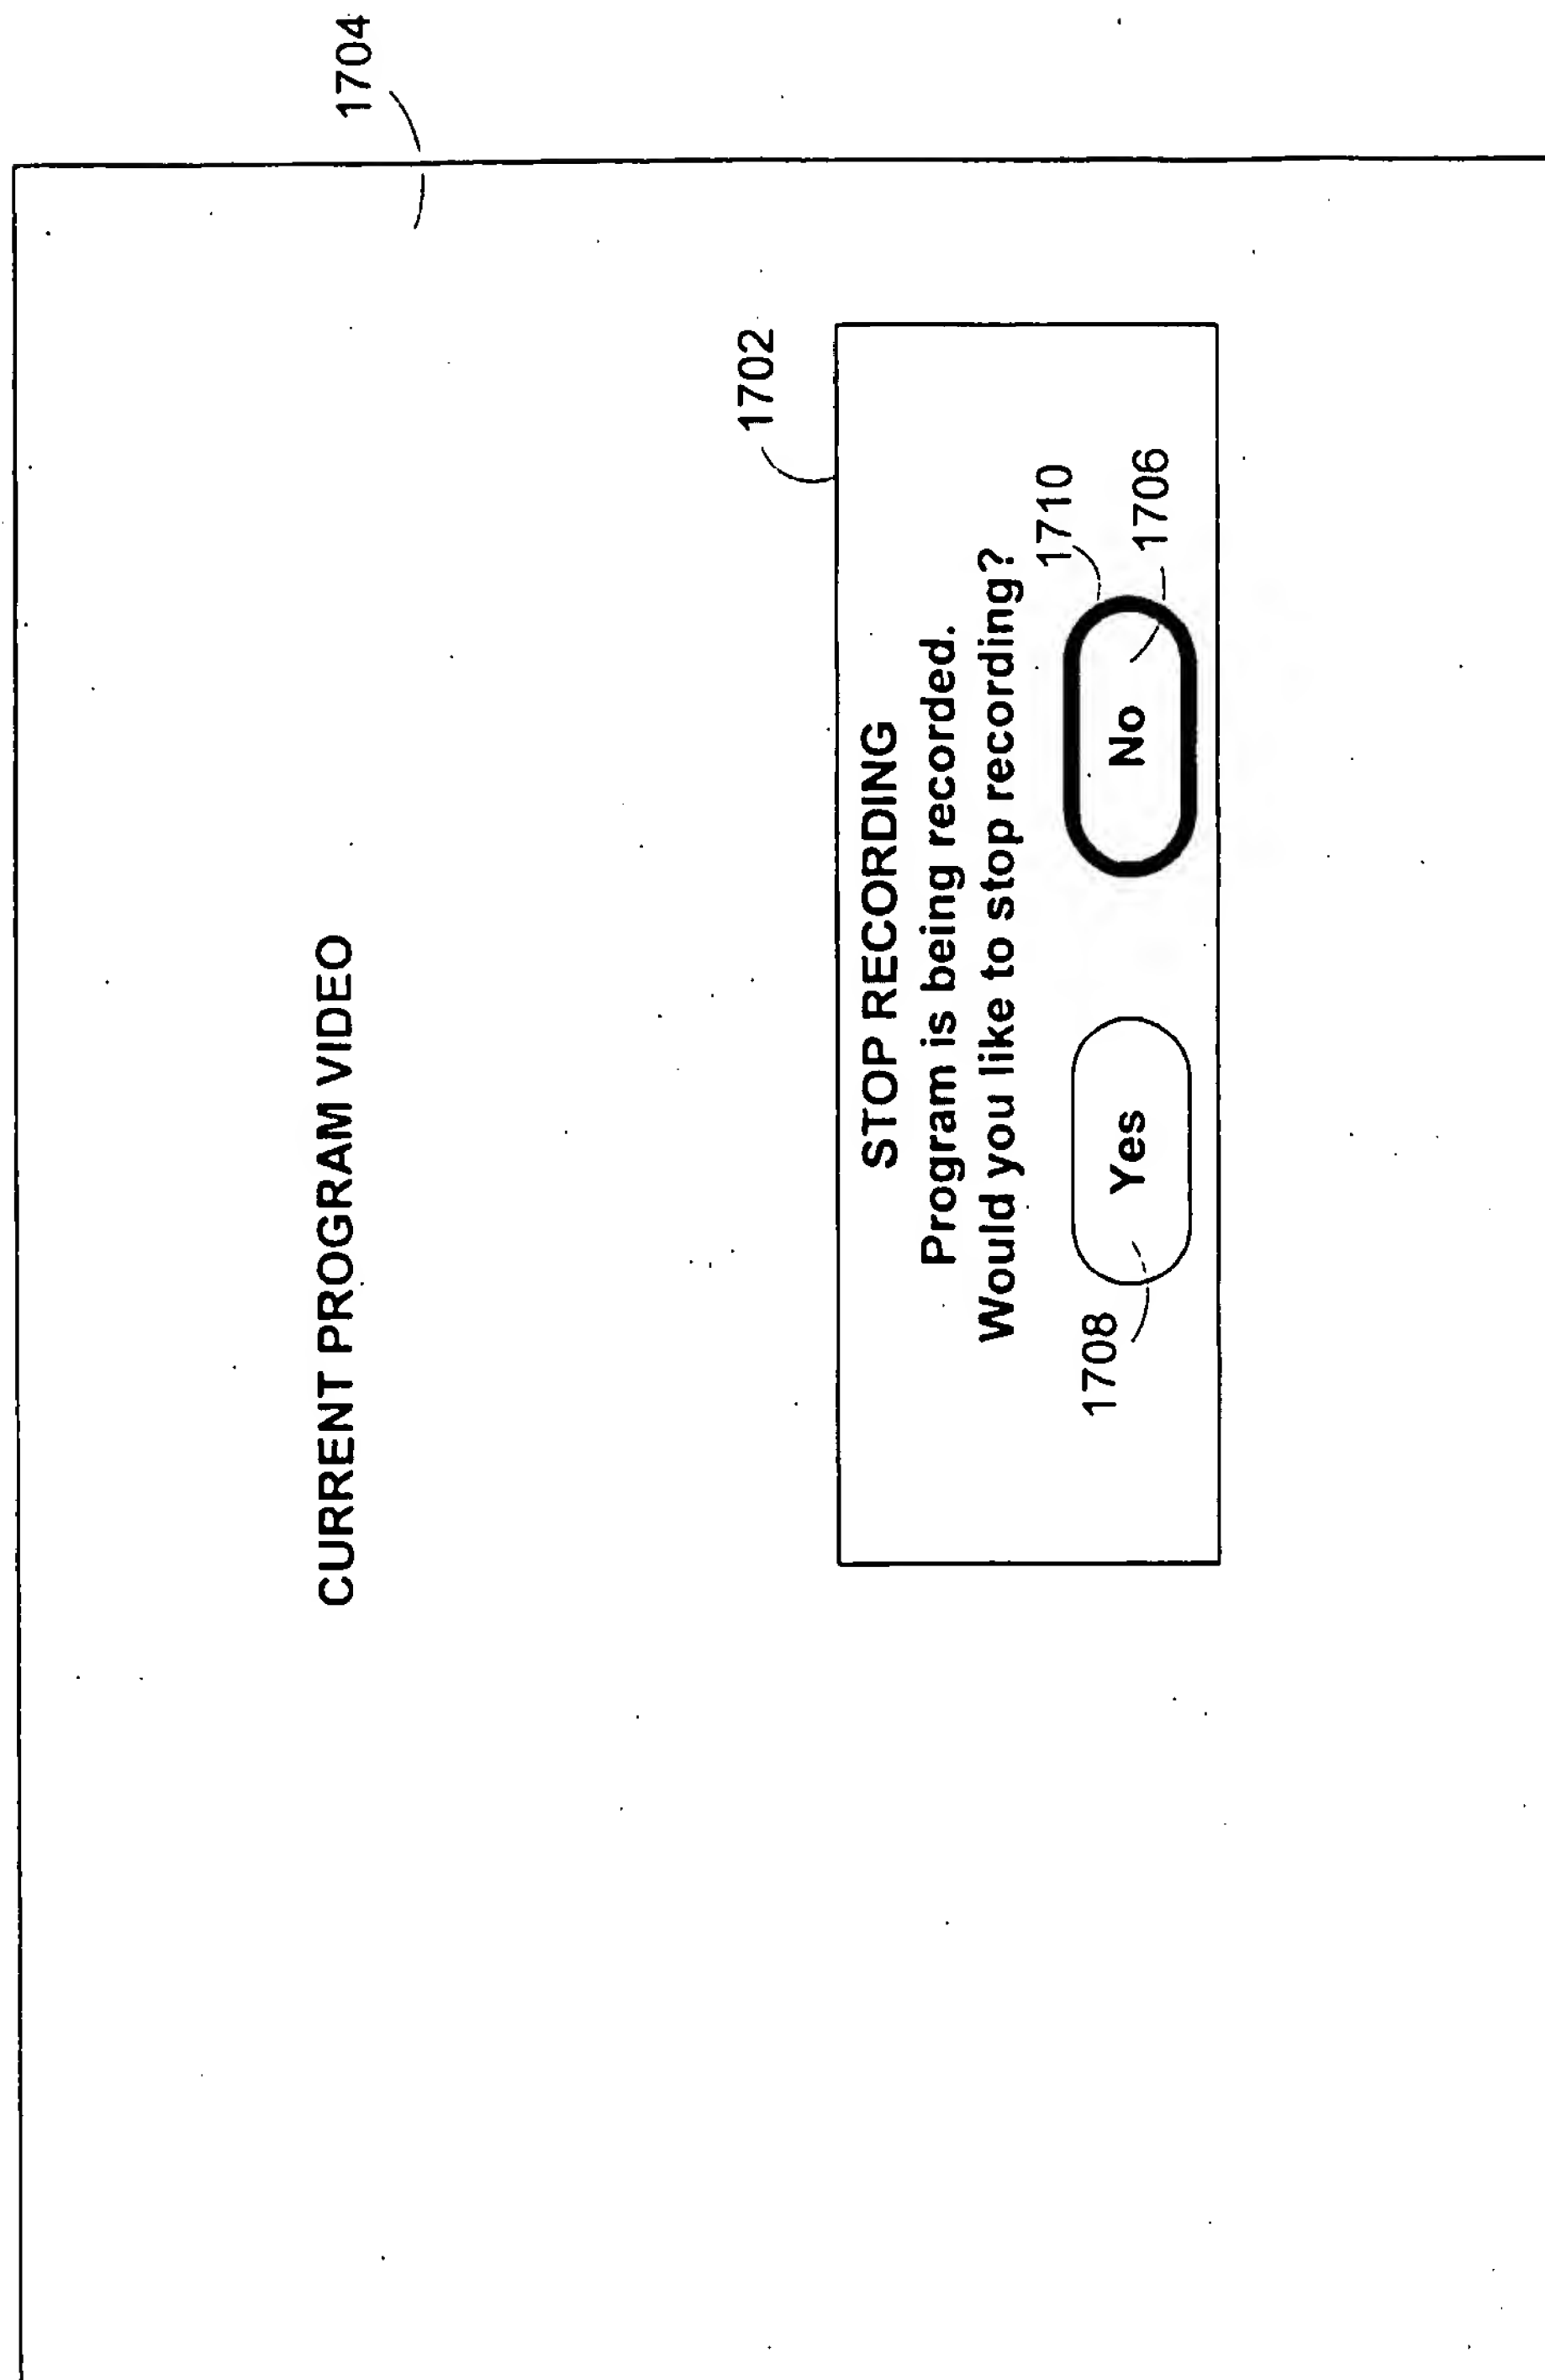 1704
CURRENT PROGRAM VIDEO
1702
STOP RECORDING
Program is being recorded.
Would you like to stop recording?
1710
1708
Yes
No
1706